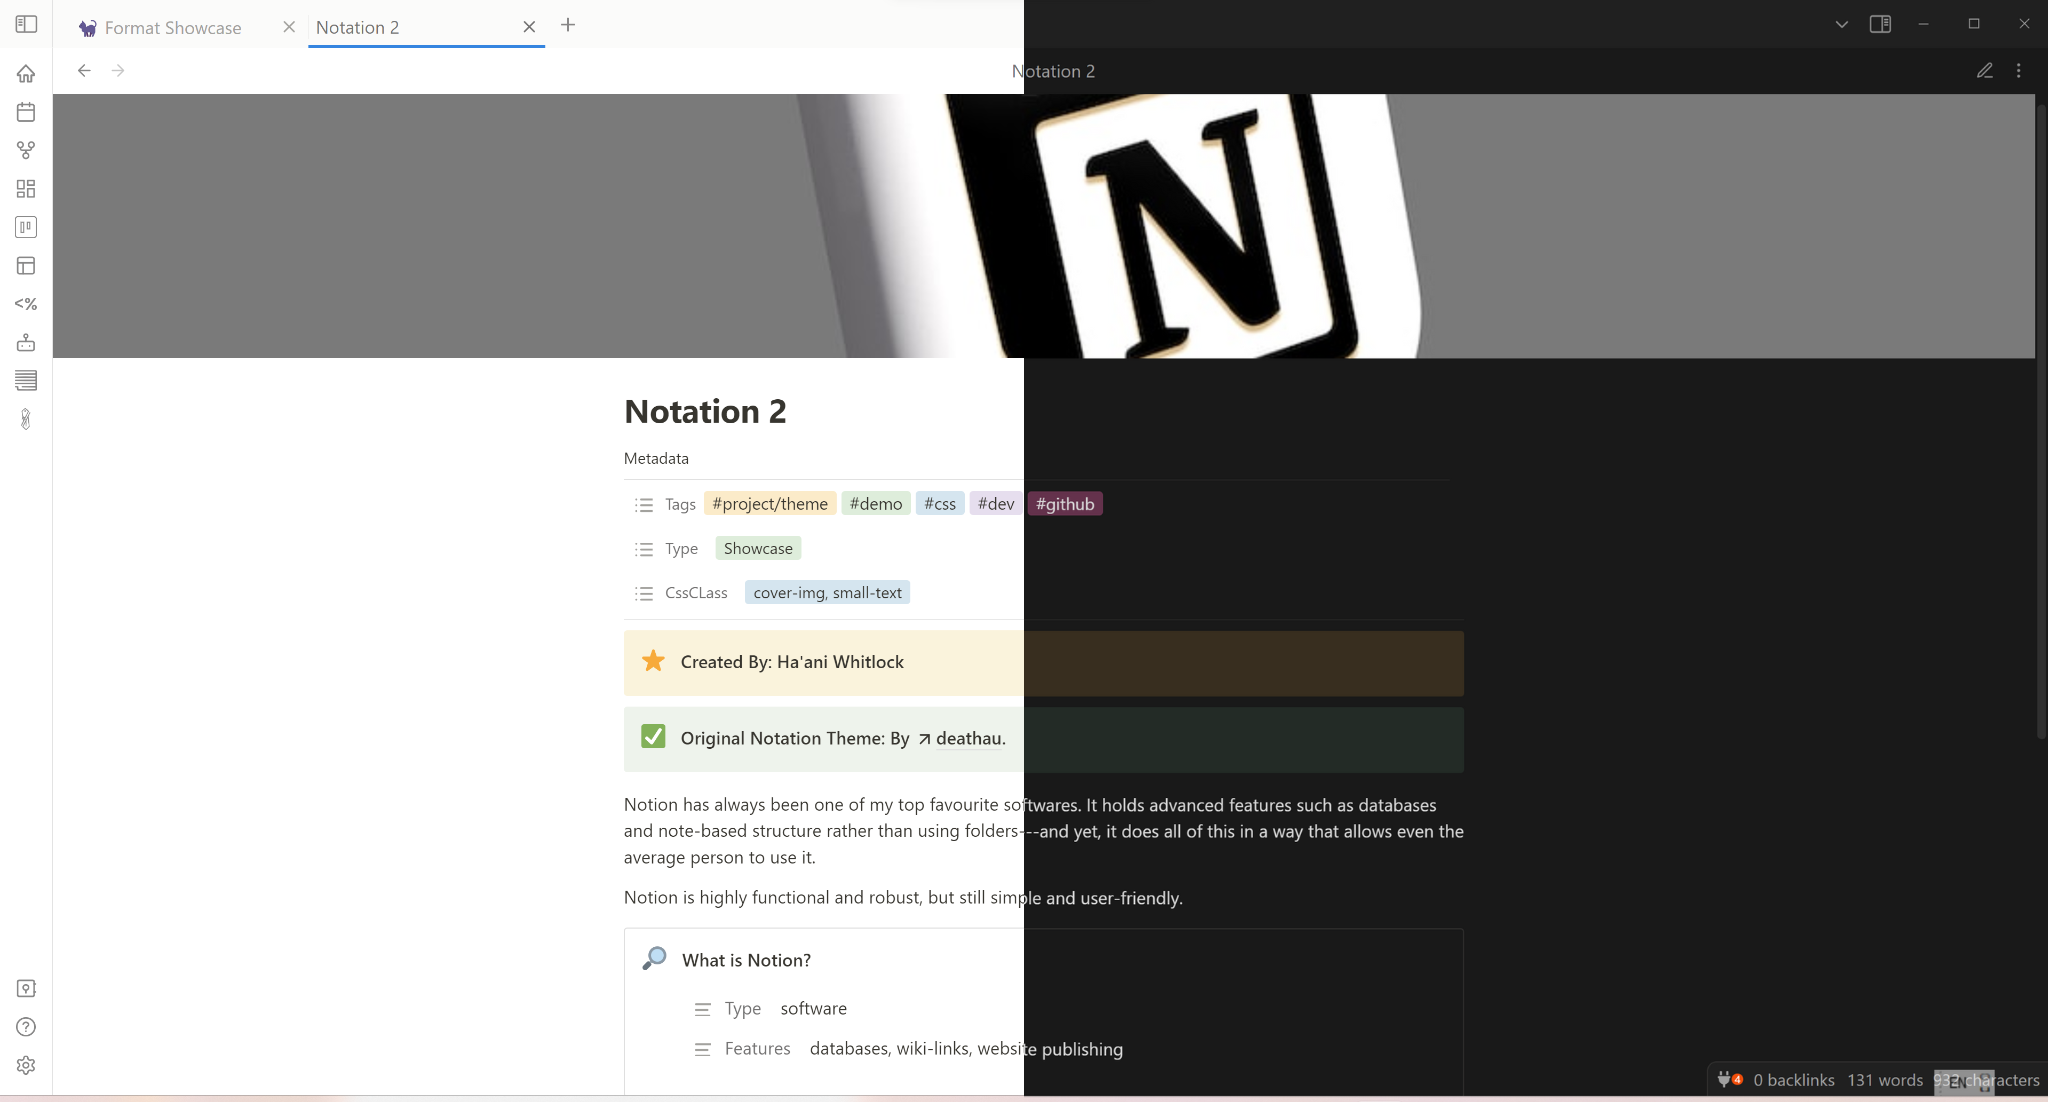 Format Showcase
Notation 2
Notation 2
N
Notation 2
Metadata
Tags #project/theme #demo #css #dev #github
Type Showcase
CssCLass cover-img, small-text
Created By: Ha'ani Whitlock
Original Notation Theme: By deathau.
Notion has always been one of my top favourite softwares. It holds advanced features such as databases
and note-based structure rather than using folders---and yet, it does all of this in a way that allows even the
average person to use it.
Notion is highly functional and robust, but still simple and user-friendly.
What is Notion?
Type software
Features databases, wiki-links, website publishing
4 0 backlinks 131 words characters
EN